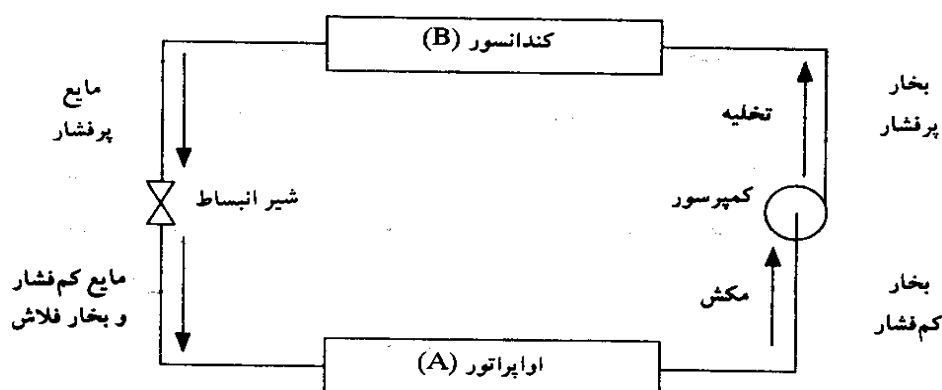 کندانسور (B)
بخار
پرفشار
تخلیه
مایع
پرفشار
کمپرسور
شیر انبساط
بخار
کم‌فشار
مکش
مایع کم‌فشار
و بخار فلاش
اواپراتور (A)